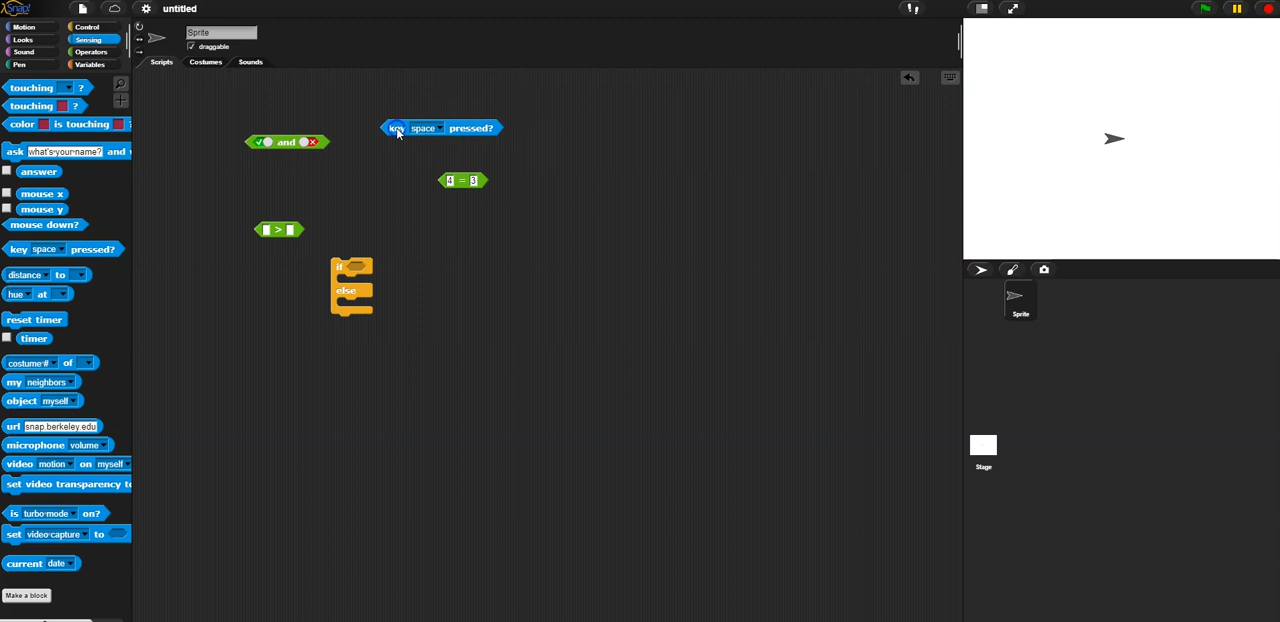 Snap!
untitled
Motion
Control
Looks
Sensing
Sound
Operators
Pen
Variables
Sprite
draggable
Scripts
Costumes
Sounds
touching ?
touching ?
color is touching ?
ask what's your name? and
answer
mouse x
mouse y
mouse down?
key space pressed?
distance to
hue at
reset timer
timer
costume # of
my neighbors
object myself
url snap.berkeley.edu
microphone volume
video motion on myself
set video transparency to
is turbo mode on?
set video capture to
current date
Make a block
key space pressed?
and
4 = 3
>
if
else
Sprite
Stage